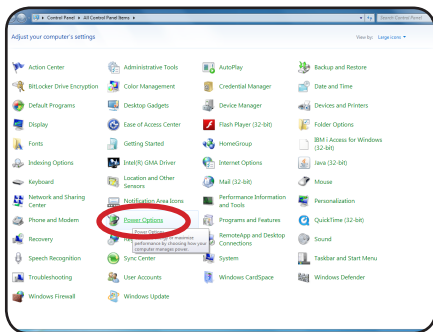 Control Panel ▸ All Control Panel Items ▸
Search Control Panel
Adjust your computer's settings
View by: Large icons
Action Center
Administrative Tools
AutoPlay
Backup and Restore
BitLocker Drive Encryption
Color Management
Credential Manager
Date and Time
Default Programs
Desktop Gadgets
Device Manager
Devices and Printers
Display
Ease of Access Center
Flash Player (32-bit)
Folder Options
Fonts
Getting Started
HomeGroup
IBM i Access for Windows
(32-bit)
Indexing Options
Intel(R) GMA Driver
Internet Options
Java (32-bit)
Keyboard
Location and Other
Sensors
Mail (32-bit)
Mouse
Network and Sharing
Center
Notification Area Icons
Performance Information
and Tools
Personalization
Phone and Modem
Power Options
Programs and Features
QuickTime (32-bit)
Recovery
Power Options
performance by choosing how your
computer manages power.
RemoteApp and Desktop
Connections
Sound
Speech Recognition
Sync Center
System
Taskbar and Start Menu
Troubleshooting
User Accounts
Windows CardSpace
Windows Defender
Windows Firewall
Windows Update